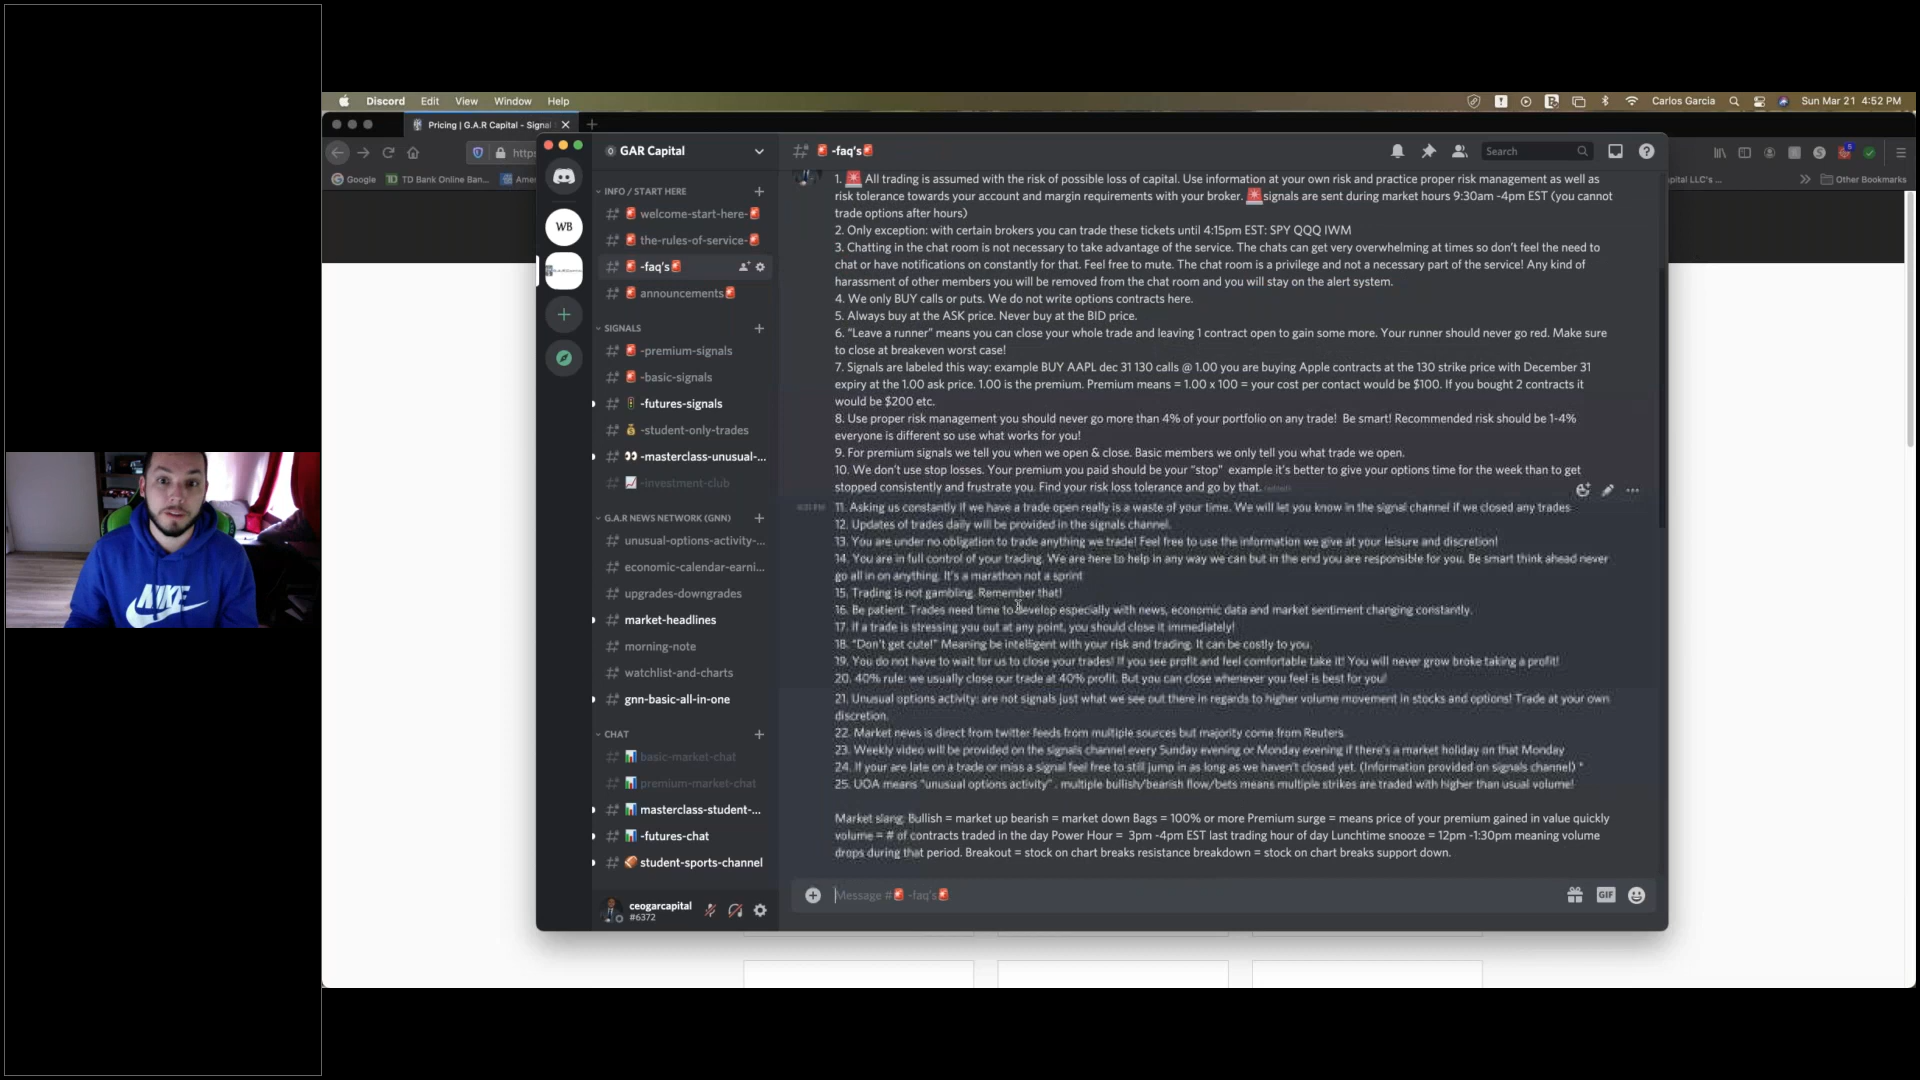 Discord Edit View Window Help Carlos Garcia Sun Mar 21 4:52 PM
Pricing | G.A.R Capital - Signal
https
Google TD Bank Online Ban... Amer pital LLC's ... Other Bookmarks
GAR Capital
INFO / START HERE
welcome-start-here-
the-rules-of-service-
-faq's
announcements
SIGNALS
-premium-signals
-basic-signals
-futures-signals
-student-only-trades
-masterclass-unusual-...
-investment-club
G.A.R NEWS NETWORK (GNN)
unusual-options-activity-...
economic-calendar-earni...
upgrades-downgrades
market-headlines
morning-note
watchlist-and-charts
gnn-basic-all-in-one
CHAT
basic-market-chat
premium-market-chat
masterclass-student-...
-futures-chat
student-sports-channel
ceogarcapital
#6372
WB
# -faq's
Search
1. All trading is assumed with the risk of possible loss of capital. Use information at your own risk and practice proper risk management as well as
risk tolerance towards your account and margin requirements with your broker. signals are sent during market hours 9:30am -4pm EST (you cannot
trade options after hours)
2. Only exception: with certain brokers you can trade these tickets until 4:15pm EST: SPY QQQ IWM
3. Chatting in the chat room is not necessary to take advantage of the service. The chats can get very overwhelming at times so don't feel the need to
chat or have notifications on constantly for that. Feel free to mute. The chat room is a privilege and not a necessary part of the service! Any kind of
harassment of other members you will be removed from the chat room and you will stay on the alert system.
4. We only BUY calls or puts. We do not write options contracts here.
5. Always buy at the ASK price. Never buy at the BID price.
6. "Leave a runner" means you can close your whole trade and leaving 1 contract open to gain some more. Your runner should never go red. Make sure
to close at breakeven worst case!
7. Signals are labeled this way: example BUY AAPL dec 31 130 calls @ 1.00 you are buying Apple contracts at the 130 strike price with December 31
expiry at the 1.00 ask price. 1.00 is the premium. Premium means = 1.00 x 100 = your cost per contact would be $100. If you bought 2 contracts it
would be $200 etc.
8. Use proper risk management you should never go more than 4% of your portfolio on any trade! Be smart! Recommended risk should be 1-4%
everyone is different so use what works for you!
9. For premium signals we tell you when we open & close. Basic members we only tell you what trade we open.
10. We don't use stop losses. Your premium you paid should be your "stop" example it's better to give your options time for the week than to get
stopped consistently and frustrate you. Find your risk loss tolerance and go by that.
11. Asking us constantly if we have a trade open really is a waste of your time. We will let you know in the signal channel if we closed any trades
12. Updates of trades daily will be provided in the signals channel.
13. You are under no obligation to trade anything we trade! Feel free to use the information we give at your leisure and discretion!
14. You are in full control of your trading. We are here to help in any way we can but in the end you are responsible for you. Be smart think ahead never
go all in on anything. It's a marathon not a sprint
15. Trading is not gambling. Remember that!
16. Be patient. Trades need time to develop especially with news, economic data and market sentiment changing constantly.
17. If a trade is stressing you out at any point, you should close it immediately!
18. "Don't get cute!" Meaning be intelligent with your risk and trading. It can be costly to you.
19. You do not have to wait for us to close your trades! If you see profit and feel comfortable take it! You will never grow broke taking a profit!
20. 40% rule: we usually close our trade at 40% profit. But you can close whenever you feel is best for you!
21. Unusual options activity: are not signals just what we see out there in regards to higher volume movement in stocks and options! Trade at your own
discretion.
22. Market news is direct from twitter feeds from multiple sources but majority come from Reuters.
23. Weekly video will be provided on the signals channel every Sunday evening or Monday evening if there's a market holiday on that Monday
24. If your are late on a trade or miss a signal feel free to still jump in as long as we haven't closed yet. (Information provided on signals channel) *
25. UOA means "unusual options activity" . multiple bullish/bearish flow/bets means multiple strikes are traded with higher than usual volume!
Market slang: Bullish = market up bearish = market down Bags = 100% or more Premium surge = means price of your premium gained in value quickly
volume = # of contracts traded in the day Power Hour = 3pm -4pm EST last trading hour of day Lunchtime snooze = 12pm -1:30pm meaning volume
drops during that period. Breakout = stock on chart breaks resistance breakdown = stock on chart breaks support down.
Message # -faq's
GIF
NIKE